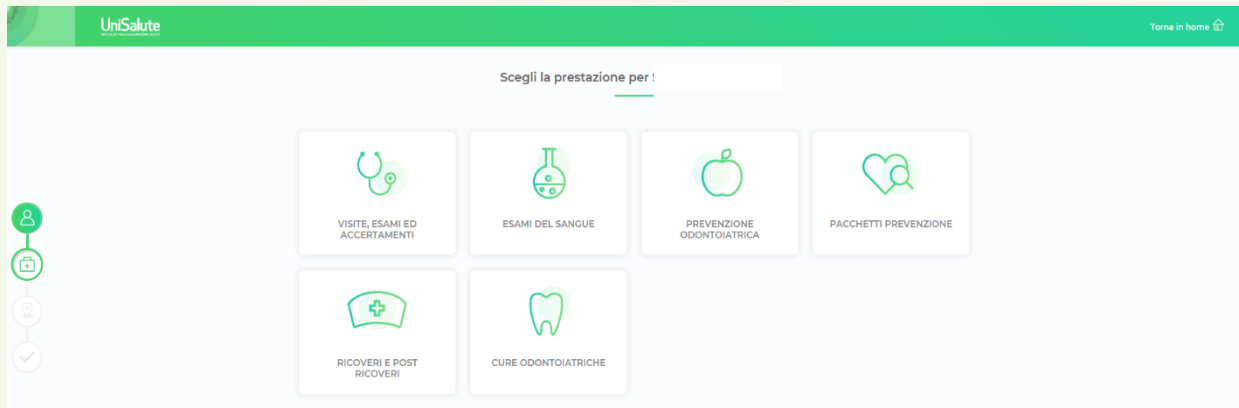 UniSalute
Torna in home
Scegli la prestazione per
VISITE, ESAMI ED
ACCERTAMENTI
ESAMI DEL SANGUE
PREVENZIONE
ODONTOIATRICA
PACCHETTI PREVENZIONE
RICOVERI E POST
RICOVERI
CURE ODONTOIATRICHE